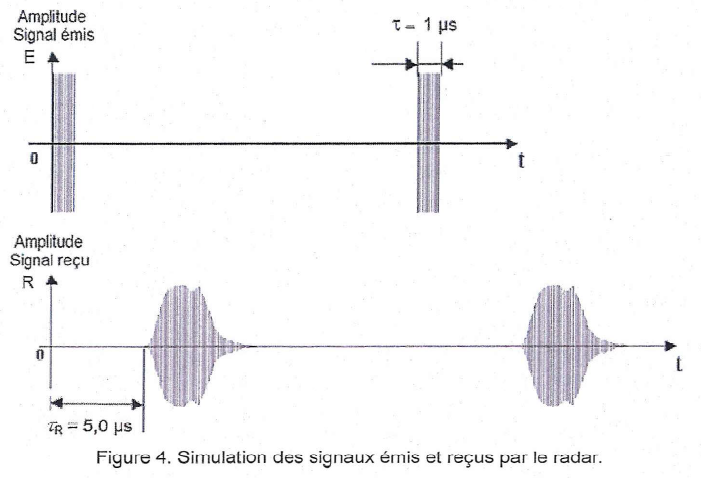 Amplitude
Signal émis
E
τ = 1 µs
0
t
Amplitude
Signal reçu
R
0
t
τR = 5,0 µs
Figure 4. Simulation des signaux émis et reçus par le radar.